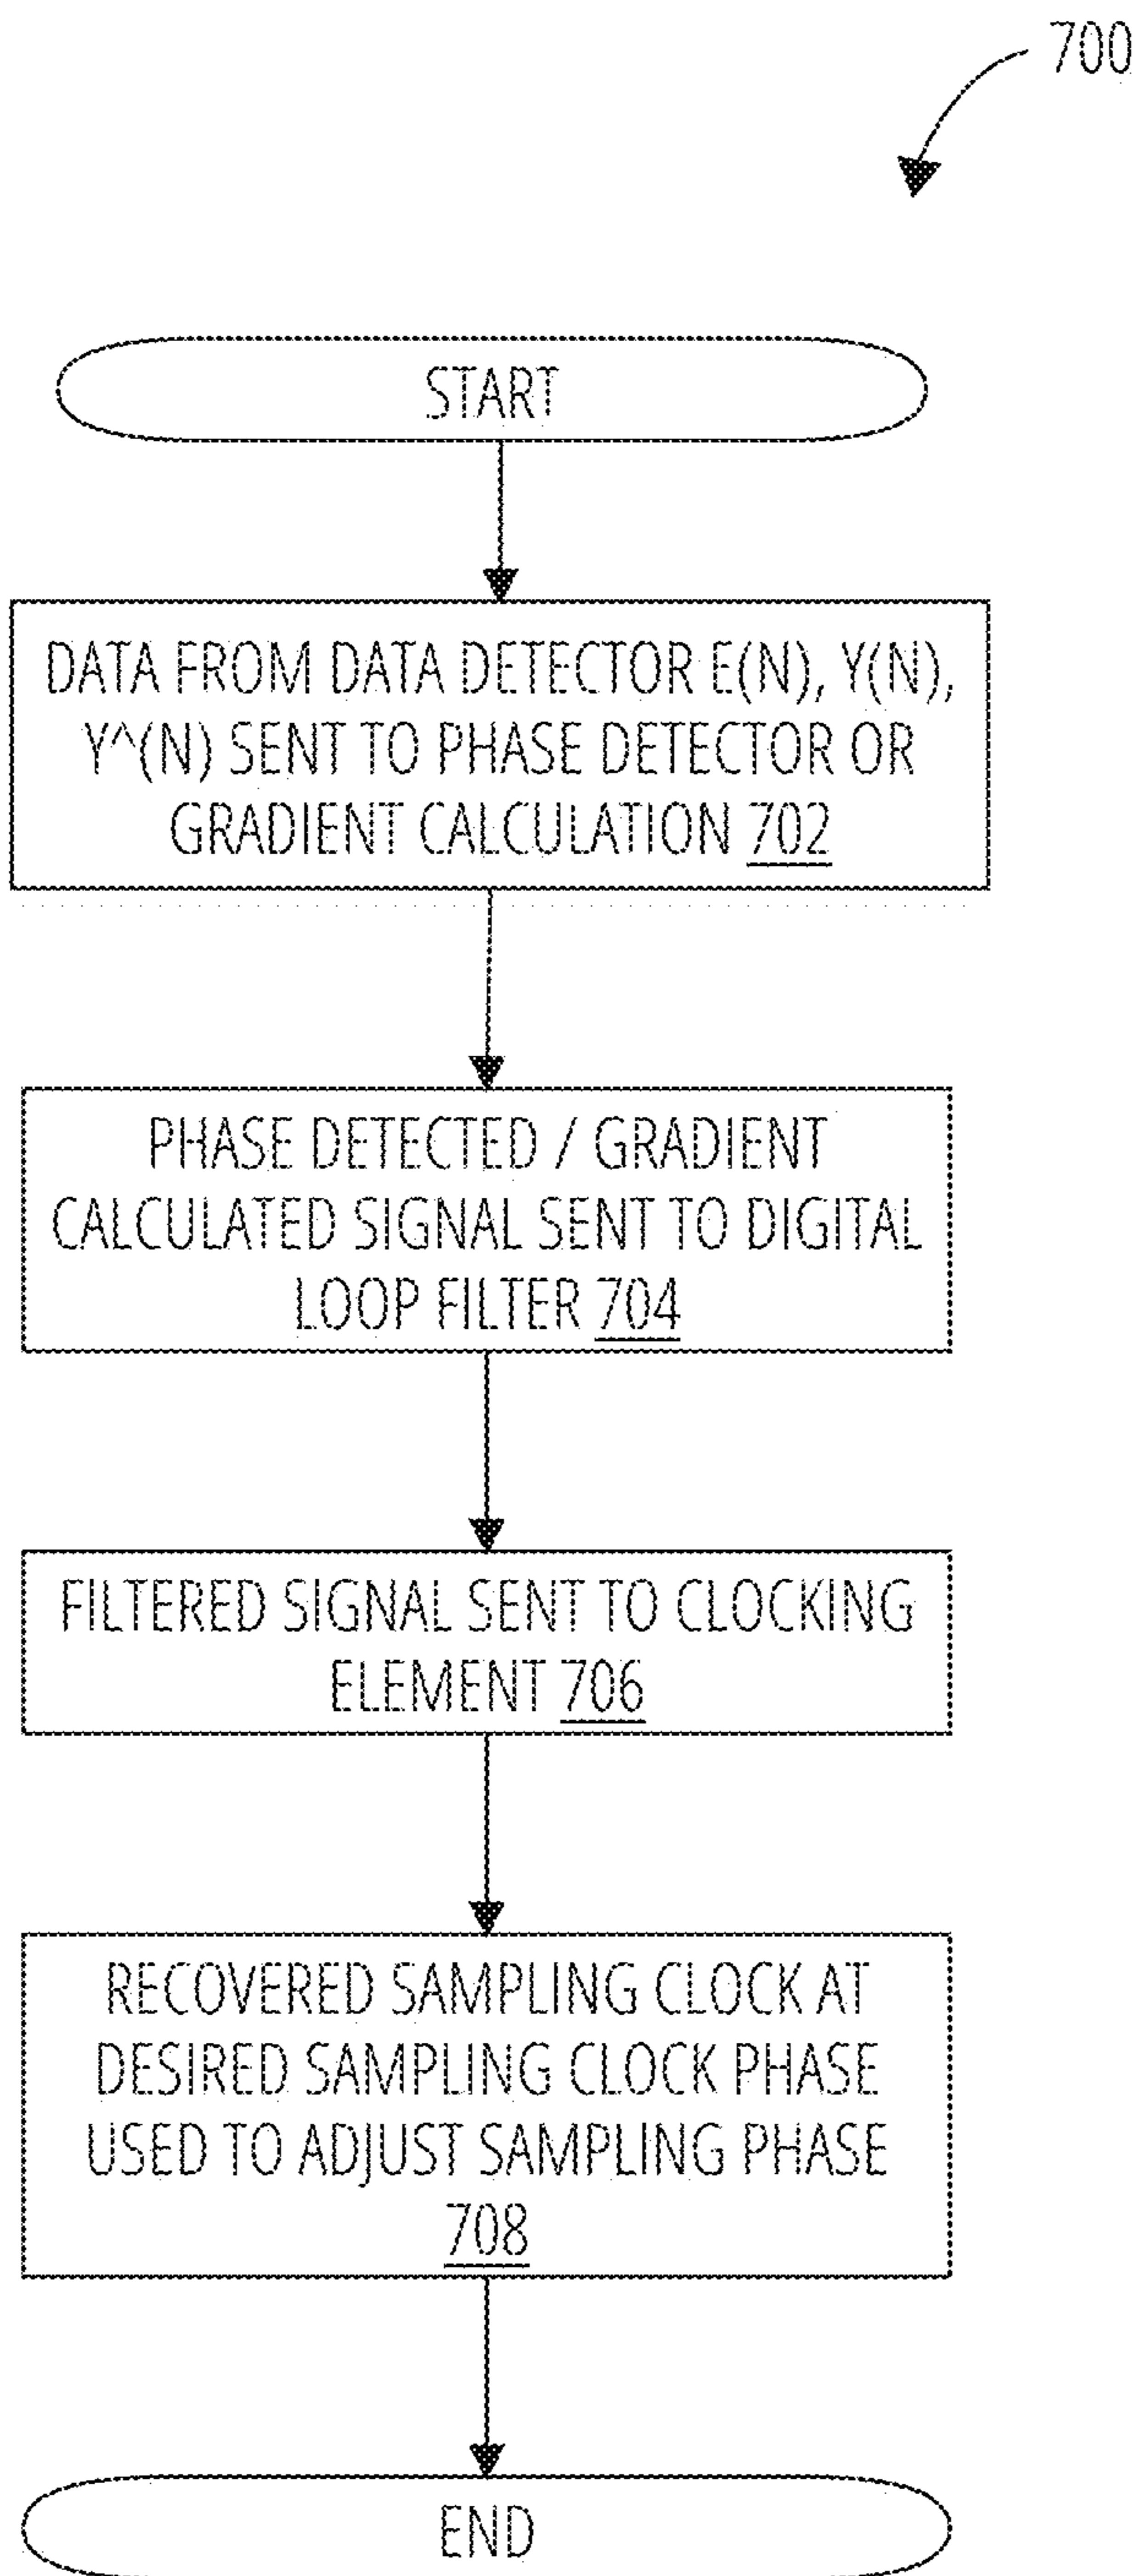 700
START
DATA FROM DATA DETECTOR E(N), Y(N),
Y^(N) SENT TO PHASE DETECTOR OR
GRADIENT CALCULATION 702
PHASE DETECTED / GRADIENT
CALCULATED SIGNAL SENT TO DIGITAL
LOOP FILTER 704
FILTERED SIGNAL SENT TO CLOCKING
ELEMENT 706
RECOVERED SAMPLING CLOCK AT
DESIRED SAMPLING CLOCK PHASE
USED TO ADJUST SAMPLING PHASE
708
END